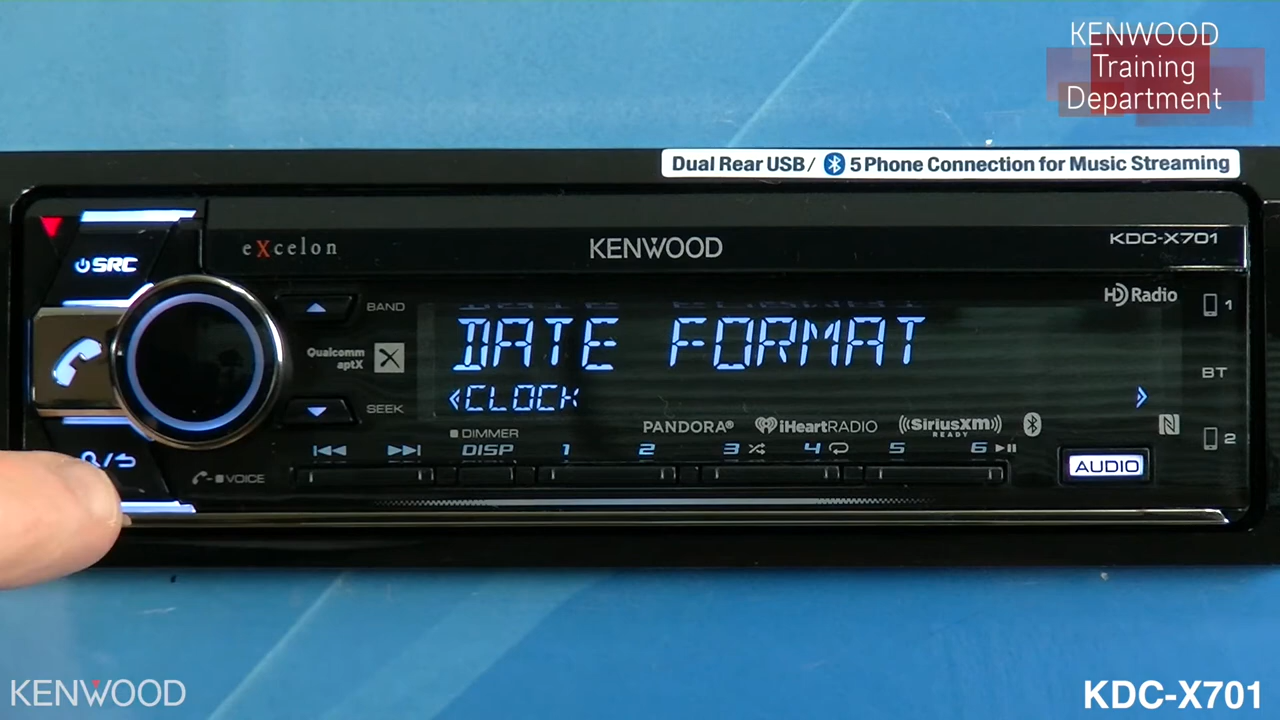 KENWOOD
Training
Department
Dual Rear USB/ 5 Phone Connection for Music Streaming
eXcelon
KENWOOD
KDC-X701
SRC
BAND
HD Radio
1
DATE FORMAT
Qualcomm
aptX
BT
<CLOCK >
SEEK
PANDORA®
iHeartRADIO
((SiriusXM))
READY
N
DIMMER
DISP 1 2 3 4 5 6
2
AUDIO
VOICE
KENWOOD
KDC-X701